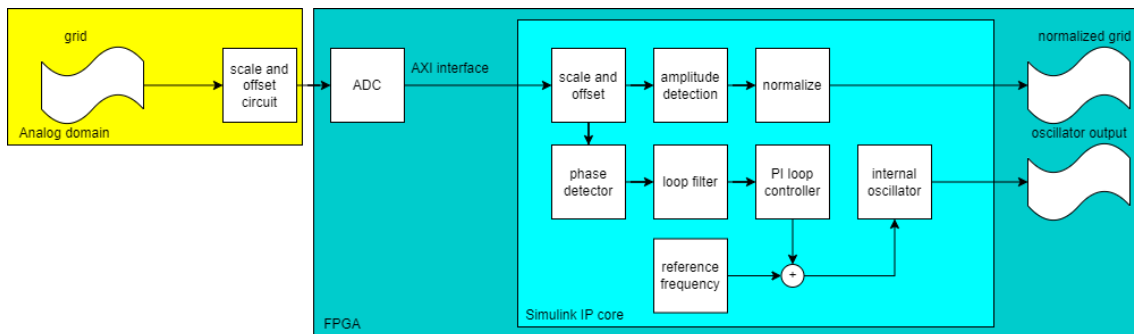 grid
scale and
offset
circuit
Analog domain
ADC
AXI interface
scale and
offset
amplitude
detection
normalize
normalized grid
oscillator output
phase
detector
loop filter
PI loop
controller
internal
oscillator
reference
frequency
+
Simulink IP core
FPGA